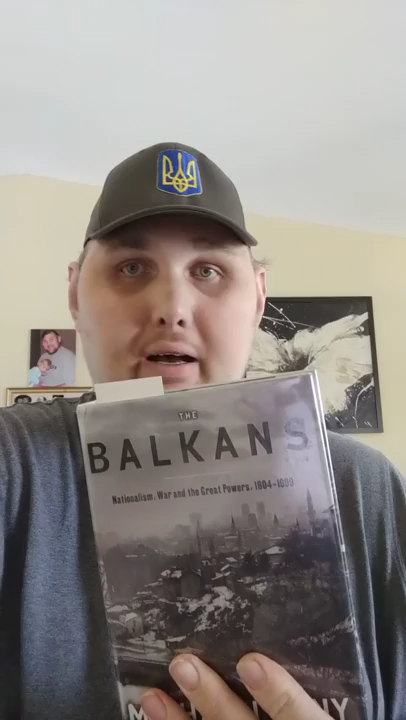 THE
BALKANS
Nationalism, War and the Great Powers, 1804-1999